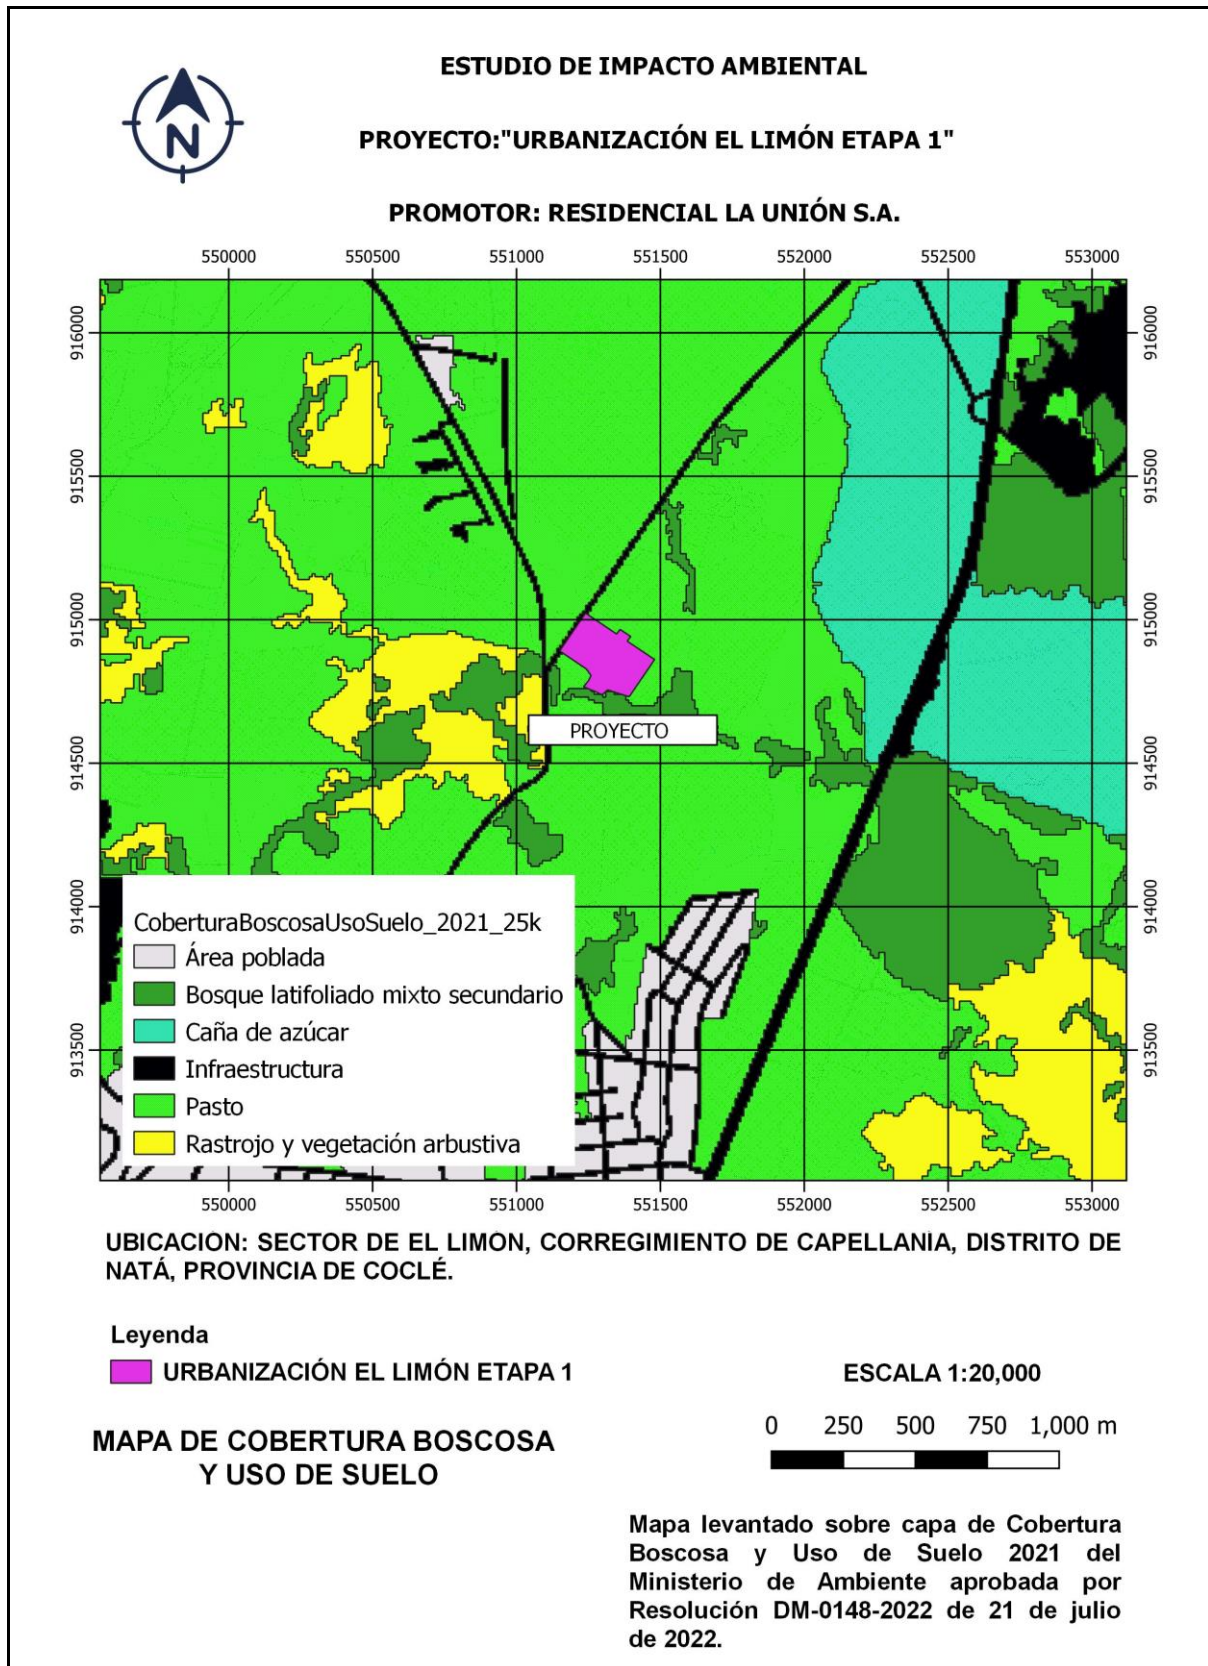 N
ESTUDIO DE IMPACTO AMBIENTAL
PROYECTO:"URBANIZACIÓN EL LIMÓN ETAPA 1"
PROMOTOR: RESIDENCIAL LA UNIÓN S.A.
550000 550500 551000 551500 552000 552500 553000
916000 916000
915500 915500
915000 915000
PROYECTO
914500 914500
914000 914000
913500 913500
CoberturaBoscosaUsoSuelo_2021_25k
Área poblada
Bosque latifoliado mixto secundario
Caña de azúcar
Infraestructura
Pasto
Rastrojo y vegetación arbustiva
550000 550500 551000 551500 552000 552500 553000
UBICACION: SECTOR DE EL LIMON, CORREGIMIENTO DE CAPELLANIA, DISTRITO DE
NATÁ, PROVINCIA DE COCLÉ.
Leyenda
URBANIZACIÓN EL LIMÓN ETAPA 1
ESCALA 1:20,000
0 250 500 750 1,000 m
MAPA DE COBERTURA BOSCOSA
Y USO DE SUELO
Mapa levantado sobre capa de Cobertura
Boscosa y Uso de Suelo 2021 del
Ministerio de Ambiente aprobada por
Resolución DM-0148-2022 de 21 de julio
de 2022.